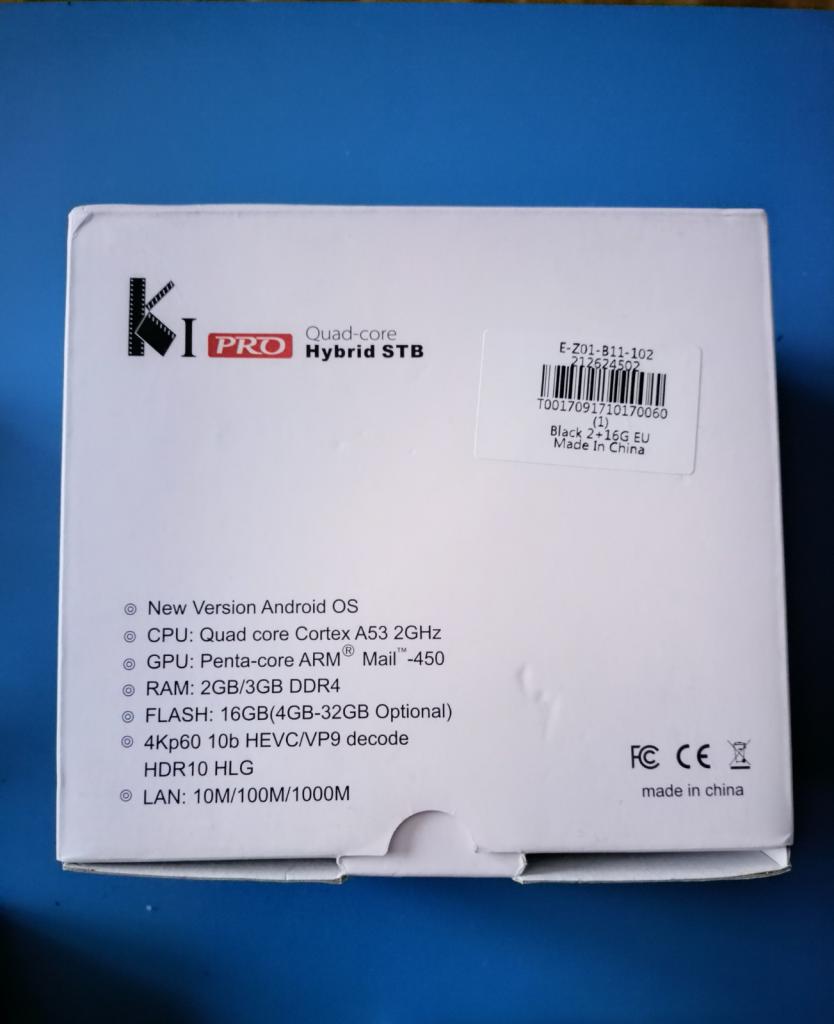 KI PRO Quad-core
Hybrid STB
E-Z01-B11-102
212624502
T0017091710170060
(1)
Black 2+16G EU
Made In China
◎ New Version Android OS
◎ CPU: Quad core Cortex A53 2GHz
◎ GPU: Penta-core ARM® Mail™-450
◎ RAM: 2GB/3GB DDR4
◎ FLASH: 16GB(4GB-32GB Optional)
◎ 4Kp60 10b HEVC/VP9 decode
HDR10 HLG
◎ LAN: 10M/100M/1000M
FC CE
made in china